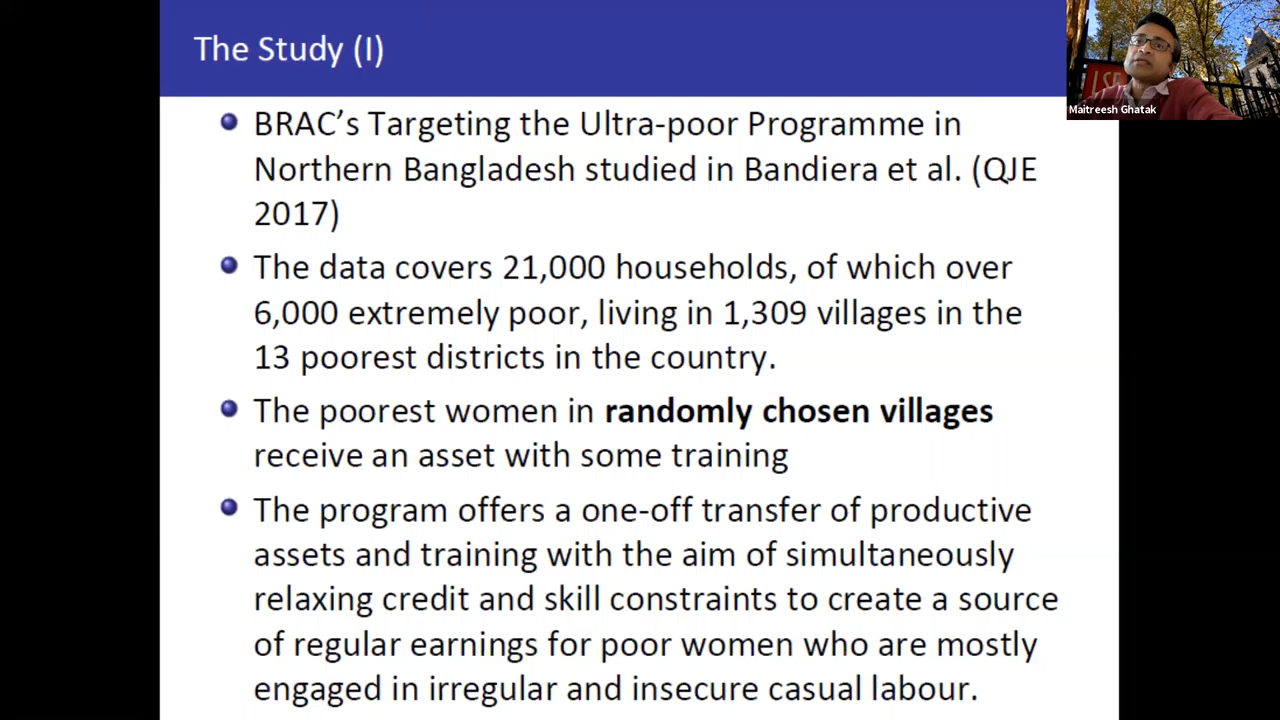 The Study (I)
BRAC’s Targeting the Ultra-poor Programme in
Northern Bangladesh studied in Bandiera et al. (QJE
2017)
The data covers 21,000 households, of which over
6,000 extremely poor, living in 1,309 villages in the
13 poorest districts in the country.
The poorest women in randomly chosen villages
receive an asset with some training
The program offers a one-off transfer of productive
assets and training with the aim of simultaneously
relaxing credit and skill constraints to create a source
of regular earnings for poor women who are mostly
engaged in irregular and insecure casual labour.
LSE
Maitreesh Ghatak